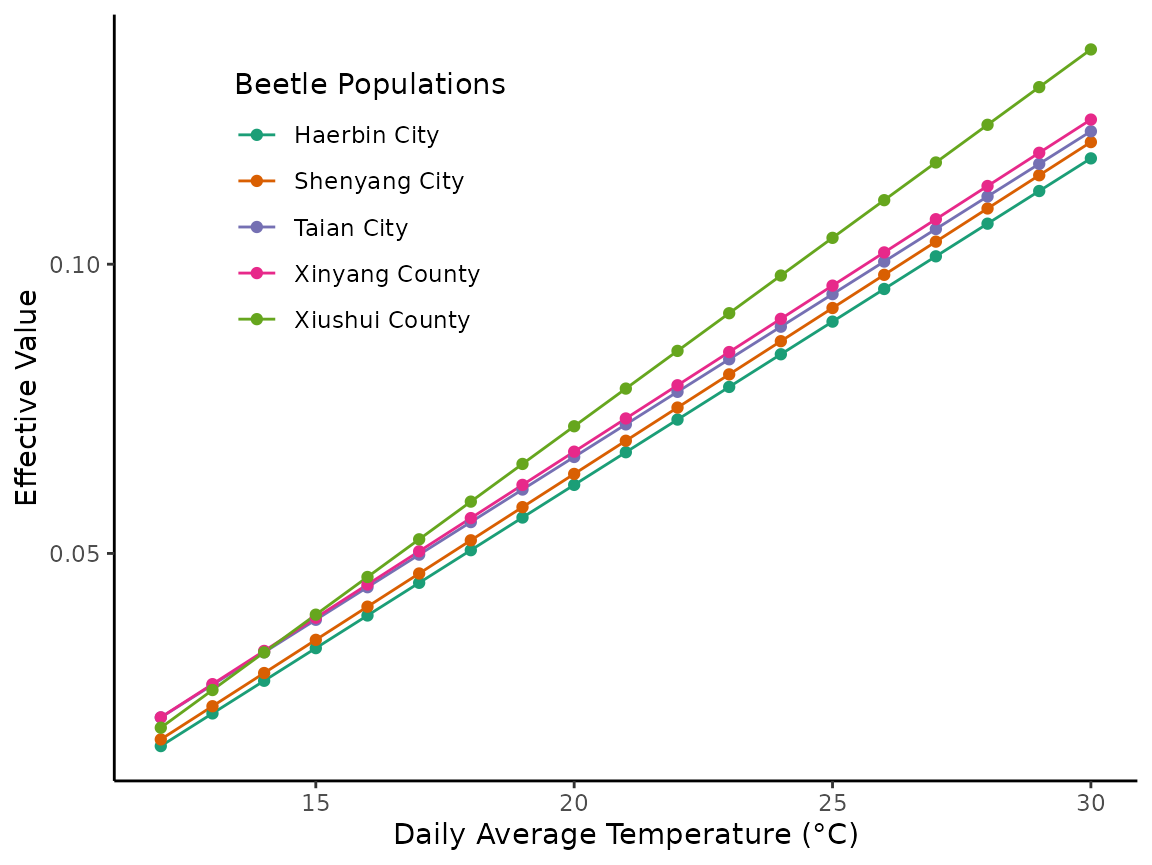 Beetle Populations
Haerbin City
Shenyang City
Taian City
Xinyang County
Xiushui County
0.10
0.05
Effective Value
15 20 25 30
Daily Average Temperature (°C)